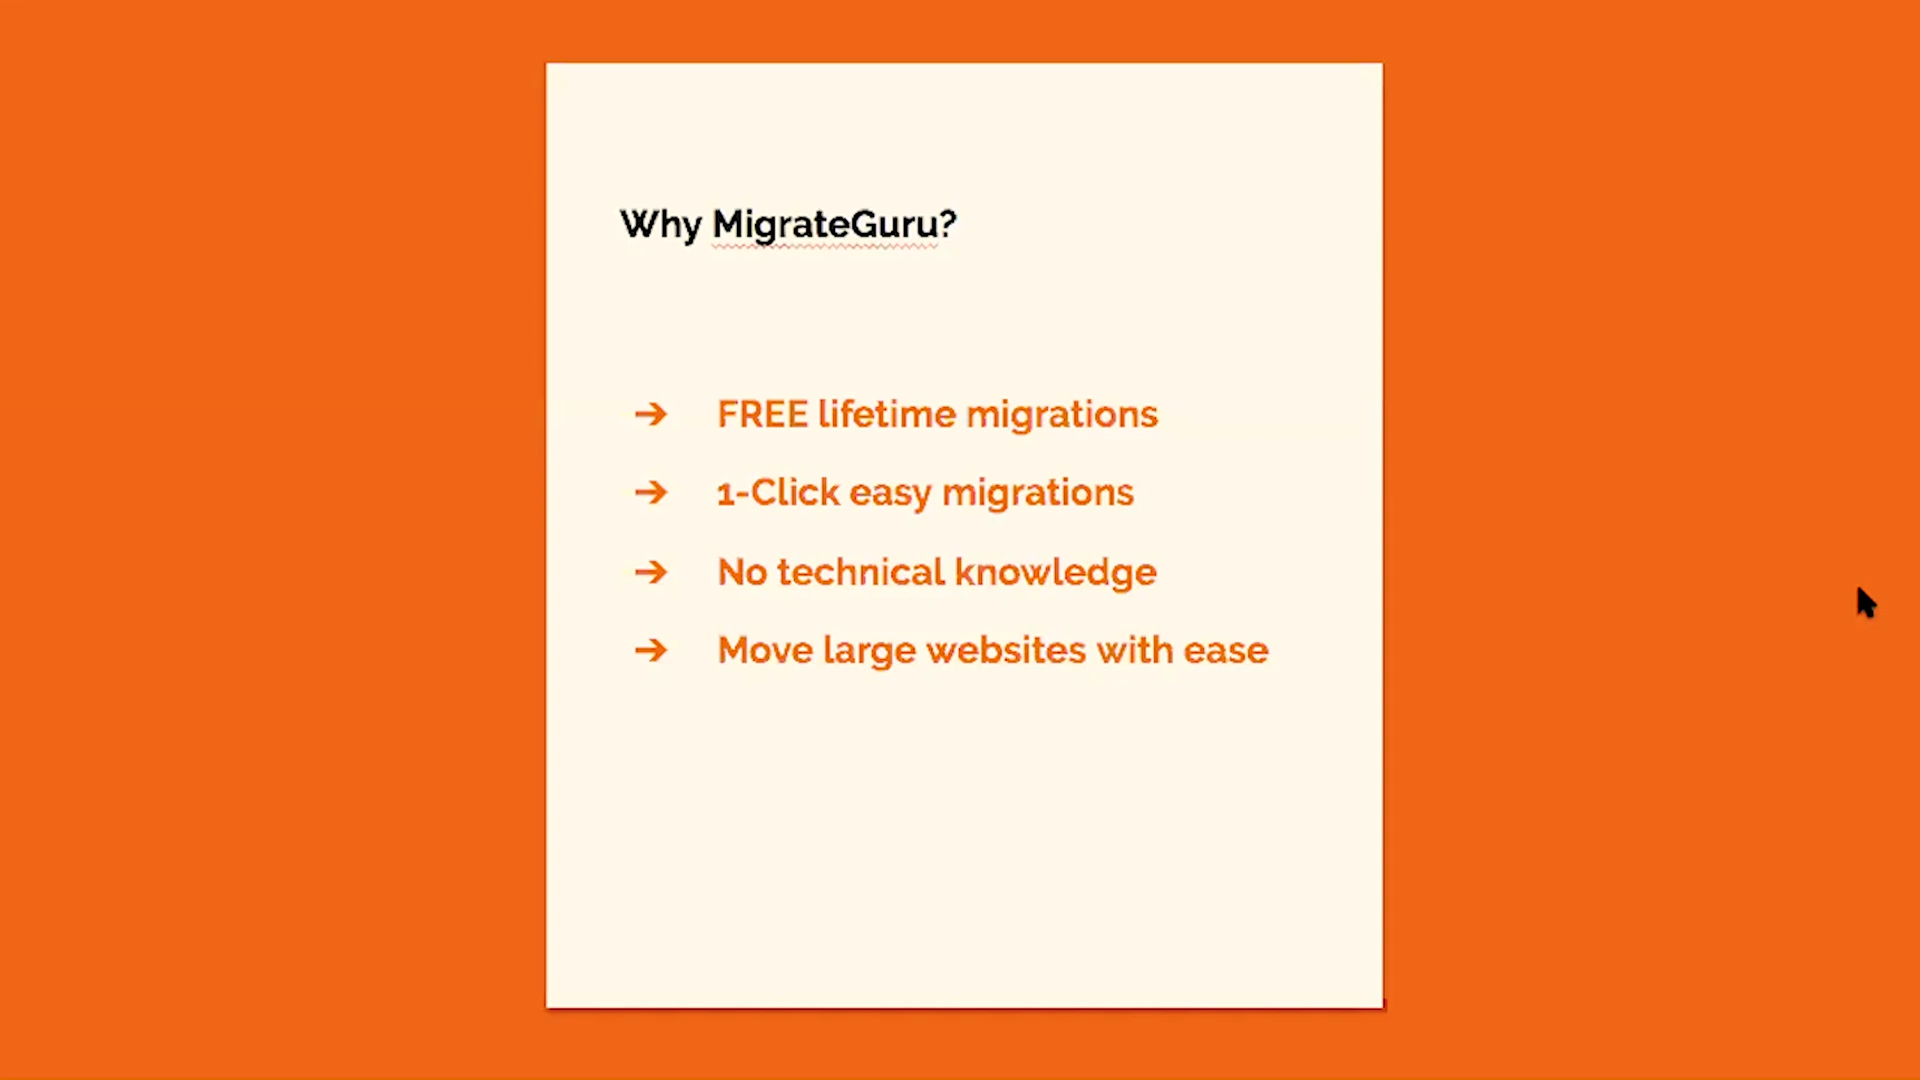 Why MigrateGuru?
➔ FREE lifetime migrations
➔ 1-Click easy migrations
➔ No technical knowledge
➔ Move large websites with ease